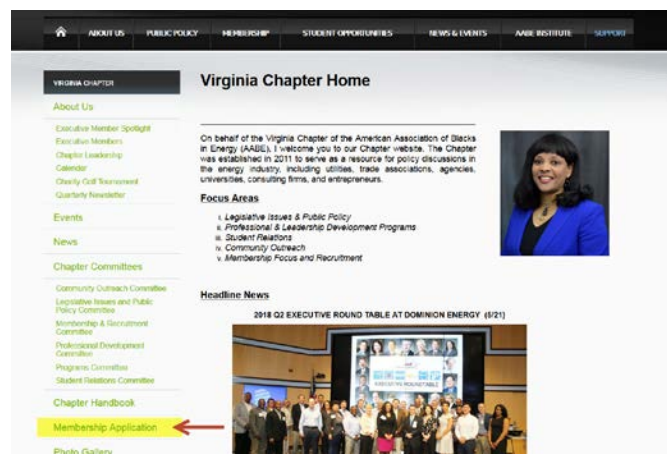 ABOUT US
PUBLIC POLICY
MEMBERSHIP
STUDENT OPPORTUNITIES
NEWS & EVENTS
AABE INSTITUTE
SUPPORT
VIRGINIA CHAPTER
About Us
Executive Member Spotlight
Executive Members
Chapter Leadership
Calendar
Charity Golf Tournament
Quarterly Newsletter
Events
News
Chapter Committees
Community Outreach Committee
Legislative Issues and Public
Policy Committee
Membership & Recruitment
Committee
Professional Development
Committee
Programs Committee
Student Relations Committee
Chapter Handbook
Membership Application
Photo Gallery
Virginia Chapter Home
On behalf of the Virginia Chapter of the American Association of Blacks
in Energy (AABE), I welcome you to our Chapter website. The Chapter
was established in 2011 to serve as a resource for policy discussions in
the energy industry, including utilities, trade associations, agencies,
universities, consulting firms, and entrepreneurs.
Focus Areas
i. Legislative Issues & Public Policy
ii. Professional & Leadership Development Programs
iii. Student Relations
iv. Community Outreach
v. Membership Focus and Recruitment
Headline News
2018 Q2 EXECUTIVE ROUND TABLE AT DOMINION ENERGY (5/21)
EXECUTIVE ROUNDTABLE